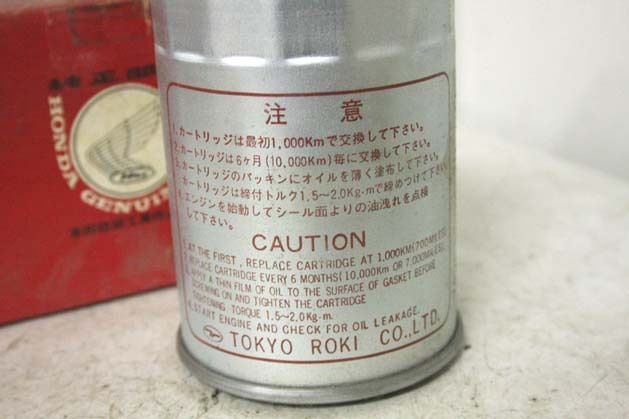 純正部
HONDA GENUINE
注 意
1.カートリッジは最初1,000Kmで交換して下さい。
2.カートリッジは6ヶ月(10,000Km)毎に交換して下さい。
3.カートリッジのパッキンにオイルを薄く塗布して下さい。
カートリッジは締付トルク1.5~2.0Kg-mで締めつけて下さい。
4.エンジンを始動してシール面よりの油洩れを点検
して下さい。
CAUTION
1.AT THE FIRST, REPLACE CARTRIDGE AT 1,000KM(700MILES).
2.REPLACE CARTRIDGE EVERY 6 MONTHS(10,000Km OR 7,000MILES).
3.APPLY A THIN FILM OF OIL TO THE SURFACE OF GASKET BEFORE
SCREWING ON AND TIGHTEN THE CARTRIDGE
TIGHTENING TORQUE 1.5~2.0Kg-m.
4.START ENGINE AND CHECK FOR OIL LEAKAGE.
TOKYO ROKI CO.,LTD.